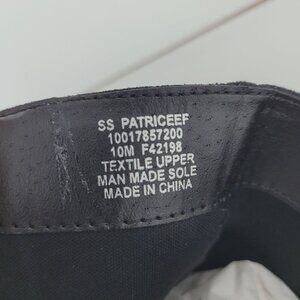 SS PATRICEEF
10017857200
10M F42198
TEXTILE UPPER
MAN MADE SOLE
MADE IN CHINA